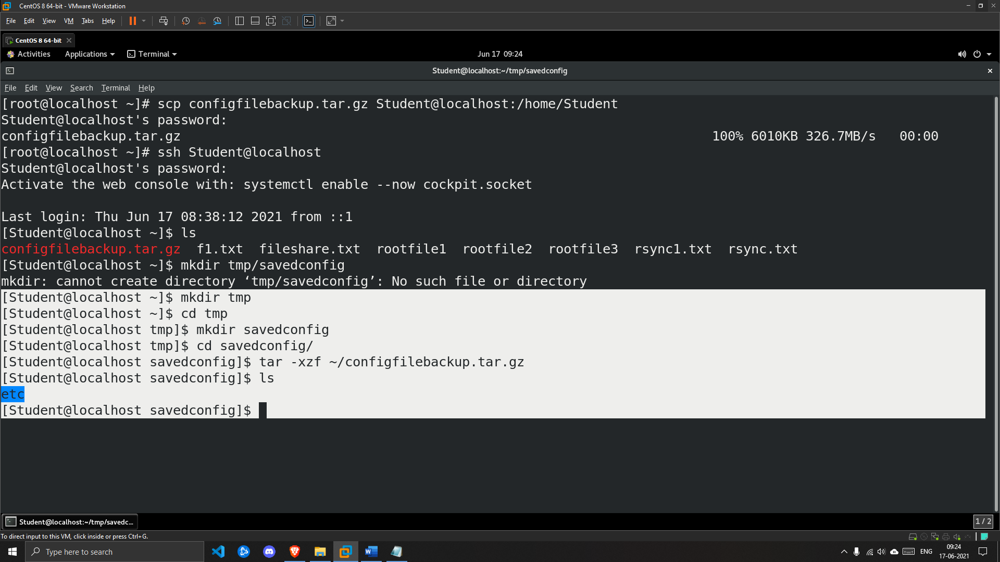 CentOS 8 64-bit - VMware Workstation
File Edit View VM Tabs Help
CentOS 8 64-bit
Activities Applications Terminal Jun 17 09:24
Student@localhost:~/tmp/savedconfig
File Edit View Search Terminal Help
[root@localhost ~]# scp configfilebackup.tar.gz Student@localhost:/home/Student
Student@localhost's password:
configfilebackup.tar.gz 100% 6010KB 326.7MB/s 00:00
[root@localhost ~]# ssh Student@localhost
Student@localhost's password:
Activate the web console with: systemctl enable --now cockpit.socket
Last login: Thu Jun 17 08:38:12 2021 from ::1
[Student@localhost ~]$ ls
configfilebackup.tar.gz f1.txt fileshare.txt rootfile1 rootfile2 rootfile3 rsync1.txt rsync.txt
[Student@localhost ~]$ mkdir tmp/savedconfig
mkdir: cannot create directory ‘tmp/savedconfig’: No such file or directory
[Student@localhost ~]$ mkdir tmp
[Student@localhost ~]$ cd tmp
[Student@localhost tmp]$ mkdir savedconfig
[Student@localhost tmp]$ cd savedconfig/
[Student@localhost savedconfig]$ tar -xzf ~/configfilebackup.tar.gz
[Student@localhost savedconfig]$ ls
etc
[Student@localhost savedconfig]$
Student@localhost:~/tmp/savedc... 1 / 2
To direct input to this VM, click inside or press Ctrl+G.
Type here to search ENG 09:24
17-06-2021